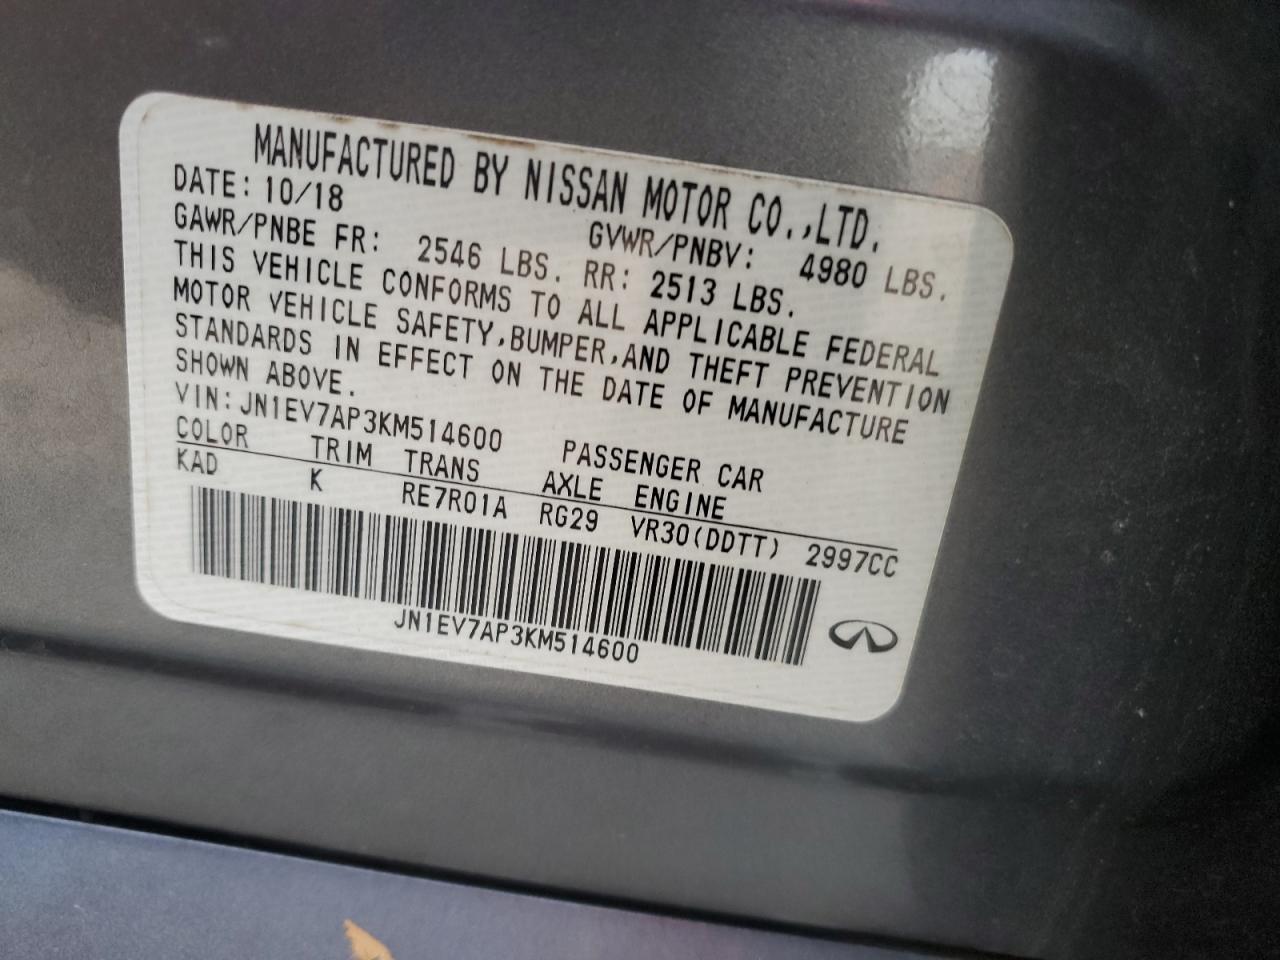 MANUFACTURED BY NISSAN MOTOR CO.,LTD.
DATE: 10/18 GVWR/PNBV: 4980 LBS.
GAWR/PNBE FR: 2546 LBS. RR: 2513 LBS.
THIS VEHICLE CONFORMS TO ALL APPLICABLE FEDERAL
MOTOR VEHICLE SAFETY,BUMPER,AND THEFT PREVENTION
STANDARDS IN EFFECT ON THE DATE OF MANUFACTURE
SHOWN ABOVE.
VIN:JN1EV7AP3KM514600 PASSENGER CAR
COLOR TRIM TRANS AXLE ENGINE
KAD K RE7R01A RG29 VR30(DDTT) 2997CC
JN1EV7AP3KM514600